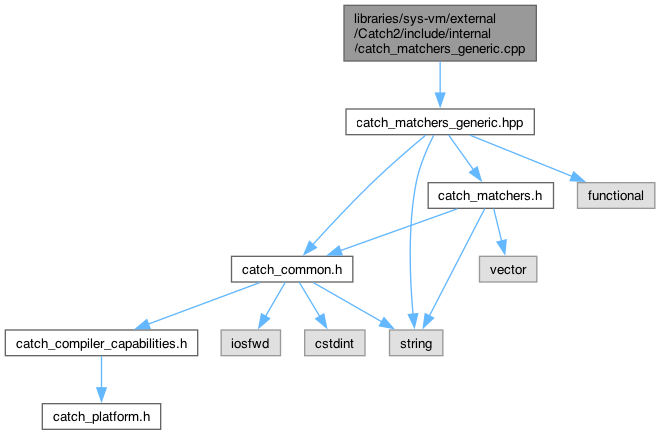 libraries/sys-vm/external
/Catch2/include/internal
/catch_matchers_generic.cpp
catch_matchers_generic.hpp
catch_matchers.h
functional
catch_common.h
vector
catch_compiler_capabilities.h
iosfwd
cstdint
string
catch_platform.h